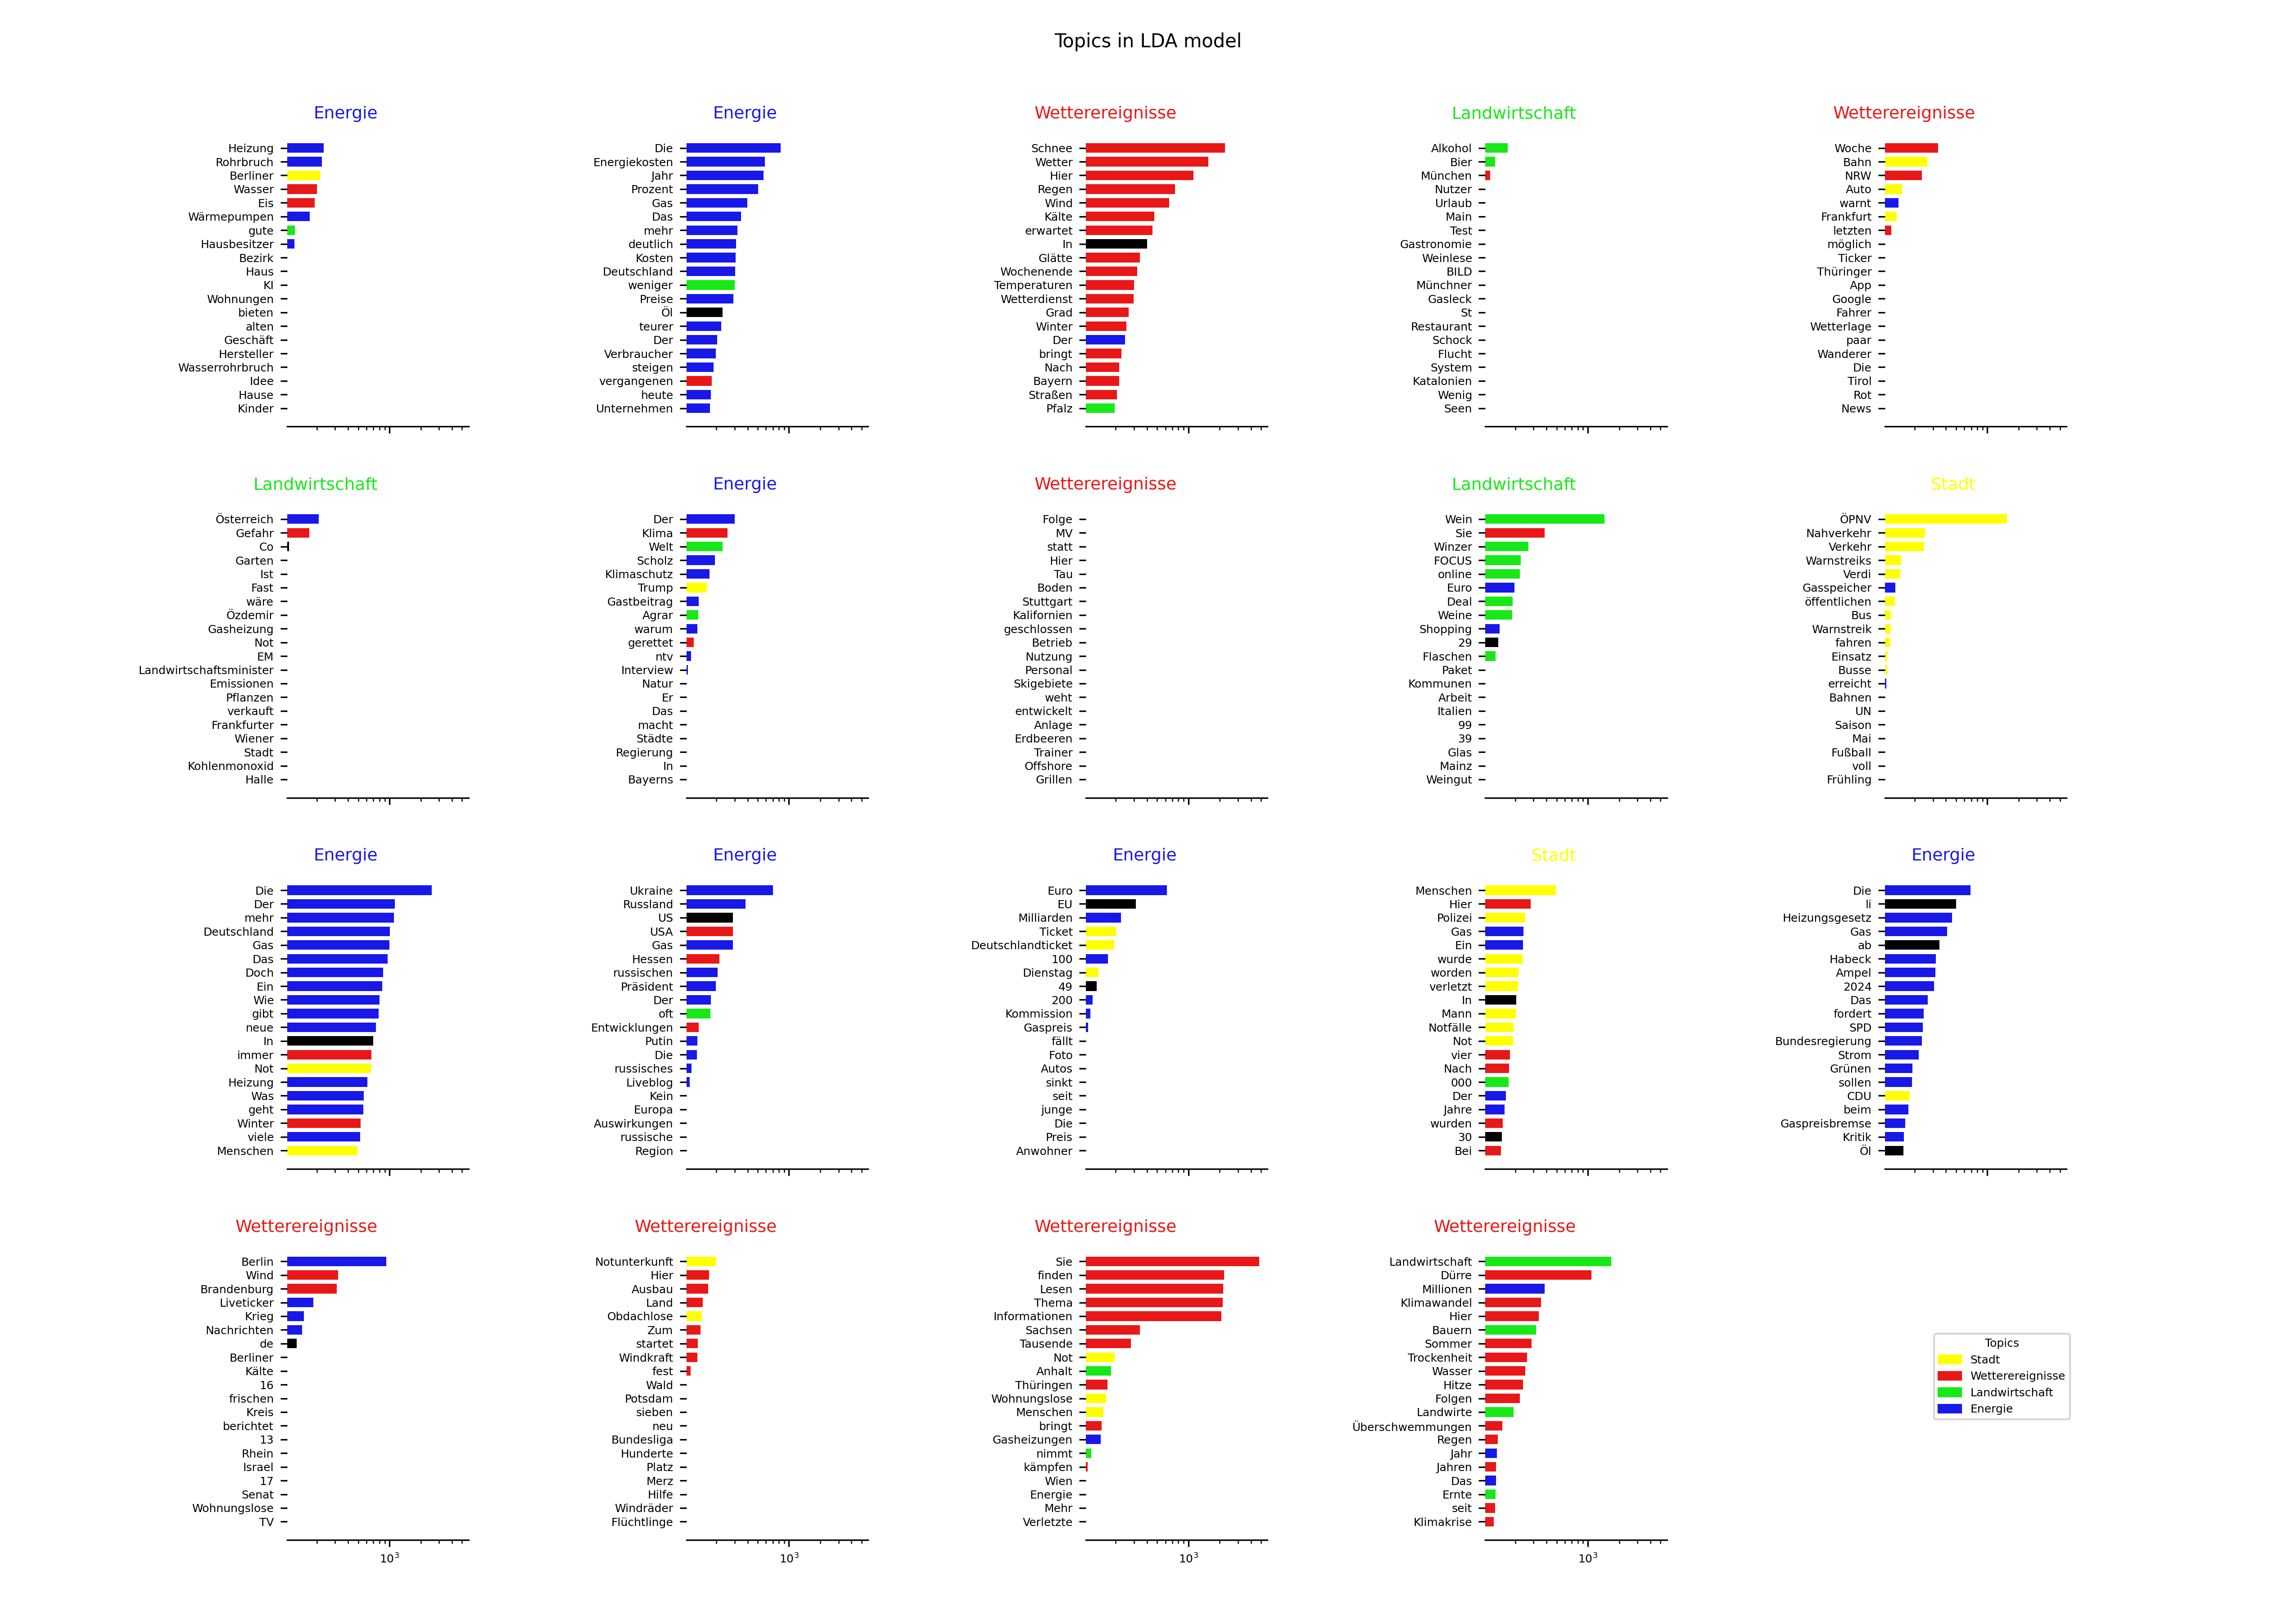 Topics in LDA model
Energie
Heizung
Rohrbruch
Berliner
Wasser
Eis
Wärmepumpen
gute
Hausbesitzer
Bezirk
Haus
KI
Wohnungen
bieten
alten
Geschäft
Hersteller
Wasserrohrbruch
Idee
Hause
Kinder
Energie
Die
Energiekosten
Jahr
Prozent
Gas
Das
mehr
deutlich
Kosten
Deutschland
weniger
Preise
Öl
teurer
Der
Verbraucher
steigen
vergangenen
heute
Unternehmen
Wetterereignisse
Schnee
Wetter
Hier
Regen
Wind
Kälte
erwartet
In
Glätte
Wochenende
Temperaturen
Wetterdienst
Grad
Winter
Der
bringt
Nach
Bayern
Straßen
Pfalz
Landwirtschaft
Alkohol
Bier
München
Nutzer
Urlaub
Main
Test
Gastronomie
Weinlese
BILD
Münchner
Gasleck
St
Restaurant
Schock
Flucht
System
Katalonien
Wenig
Seen
Wetterereignisse
Woche
Bahn
NRW
Auto
warnt
Frankfurt
letzten
möglich
Ticker
Thüringer
App
Google
Fahrer
Wetterlage
paar
Wanderer
Die
Tirol
Rot
News
Landwirtschaft
Österreich
Gefahr
Co
Garten
Ist
Fast
wäre
Özdemir
Gasheizung
Not
EM
Landwirtschaftsminister
Emissionen
Pflanzen
verkauft
Frankfurter
Wiener
Stadt
Kohlenmonoxid
Halle
Energie
Der
Klima
Welt
Scholz
Klimaschutz
Trump
Gastbeitrag
Agrar
warum
gerettet
ntv
Interview
Natur
Er
Das
macht
Städte
Regierung
In
Bayerns
Wetterereignisse
Folge
MV
statt
Hier
Tau
Boden
Stuttgart
Kalifornien
geschlossen
Betrieb
Nutzung
Personal
Skigebiete
weht
entwickelt
Anlage
Erdbeeren
Trainer
Offshore
Grillen
Landwirtschaft
Wein
Sie
Winzer
FOCUS
online
Euro
Deal
Weine
Shopping
29
Flaschen
Paket
Kommunen
Arbeit
Italien
99
39
Glas
Mainz
Weingut
Stadt
ÖPNV
Nahverkehr
Verkehr
Warnstreiks
Verdi
Gasspeicher
öffentlichen
Bus
Warnstreik
fahren
Einsatz
Busse
erreicht
Bahnen
UN
Saison
Mai
Fußball
voll
Frühling
Energie
Die
Der
mehr
Deutschland
Gas
Das
Doch
Ein
Wie
gibt
neue
In
immer
Not
Heizung
Was
geht
Winter
viele
Menschen
Energie
Ukraine
Russland
US
USA
Gas
Hessen
russischen
Präsident
Der
oft
Entwicklungen
Putin
Die
russisches
Liveblog
Kein
Europa
Auswirkungen
russische
Region
Energie
Euro
EU
Milliarden
Ticket
Deutschlandticket
100
Dienstag
49
200
Kommission
Gaspreis
fällt
Foto
Autos
sinkt
seit
junge
Die
Preis
Anwohner
Stadt
Menschen
Hier
Polizei
Gas
Ein
wurde
worden
verletzt
In
Mann
Notfälle
Not
vier
Nach
000
Der
Jahre
wurden
30
Bei
Energie
Die
li
Heizungsgesetz
Gas
ab
Habeck
Ampel
2024
Das
fordert
SPD
Bundesregierung
Strom
Grünen
sollen
CDU
beim
Gaspreisbremse
Kritik
Öl
Wetterereignisse
Berlin
Wind
Brandenburg
Liveticker
Krieg
Nachrichten
de
Berliner
Kälte
16
frischen
Kreis
berichtet
13
Rhein
Israel
17
Senat
Wohnungslose
TV
10³
Wetterereignisse
Notunterkunft
Hier
Ausbau
Land
Obdachlose
Zum
startet
Windkraft
fest
Wald
Potsdam
sieben
neu
Bundesliga
Hunderte
Platz
Merz
Hilfe
Windräder
Flüchtlinge
10³
Wetterereignisse
Sie
finden
Lesen
Thema
Informationen
Sachsen
Tausende
Not
Anhalt
Thüringen
Wohnungslose
Menschen
bringt
Gasheizungen
nimmt
kämpfen
Wien
Energie
Mehr
Verletzte
10³
Wetterereignisse
Landwirtschaft
Dürre
Millionen
Klimawandel
Hier
Bauern
Sommer
Trockenheit
Wasser
Hitze
Folgen
Landwirte
Überschwemmungen
Regen
Jahr
Jahren
Das
Ernte
seit
Klimakrise
10³
Topics
Stadt
Wetterereignisse
Landwirtschaft
Energie